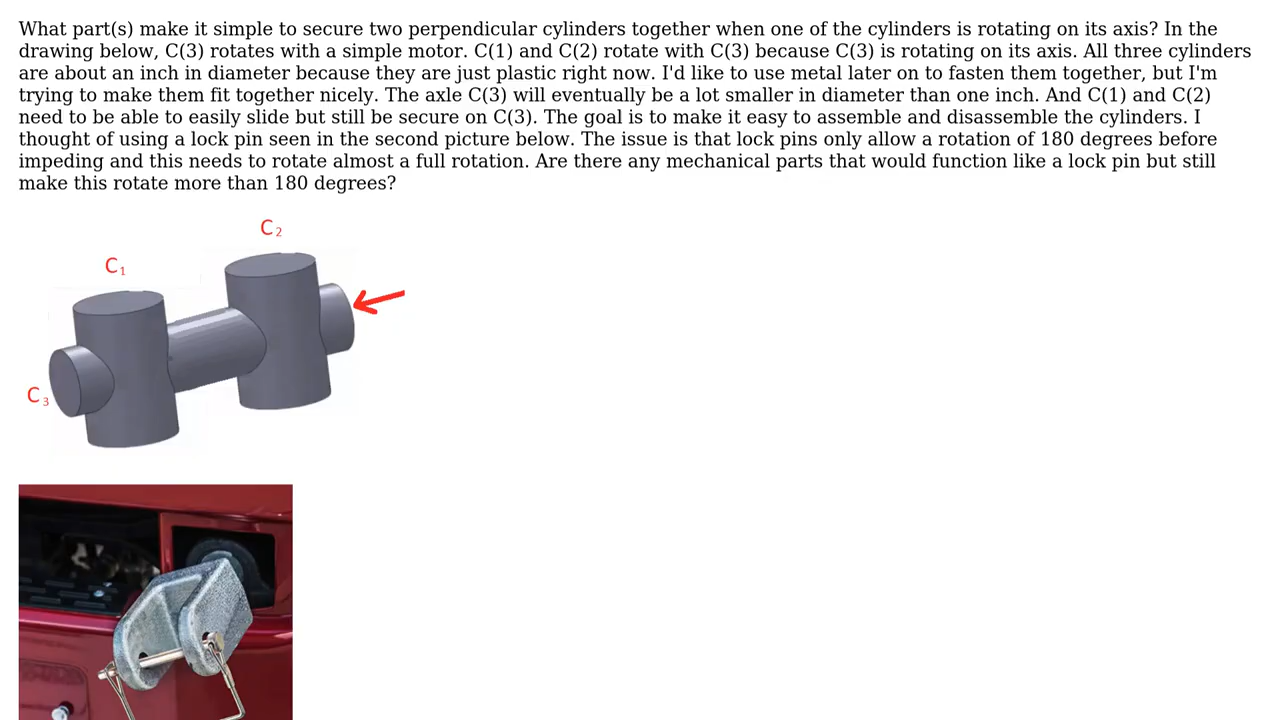 What part(s) make it simple to secure two perpendicular cylinders together when one of the cylinders is rotating on its axis? In the
drawing below, C(3) rotates with a simple motor. C(1) and C(2) rotate with C(3) because C(3) is rotating on its axis. All three cylinders
are about an inch in diameter because they are just plastic right now. I'd like to use metal later on to fasten them together, but I'm
trying to make them fit together nicely. The axle C(3) will eventually be a lot smaller in diameter than one inch. And C(1) and C(2)
need to be able to easily slide but still be secure on C(3). The goal is to make it easy to assemble and disassemble the cylinders. I
thought of using a lock pin seen in the second picture below. The issue is that lock pins only allow a rotation of 180 degrees before
impeding and this needs to rotate almost a full rotation. Are there any mechanical parts that would function like a lock pin but still
make this rotate more than 180 degrees?
C₂
C₁
C₃